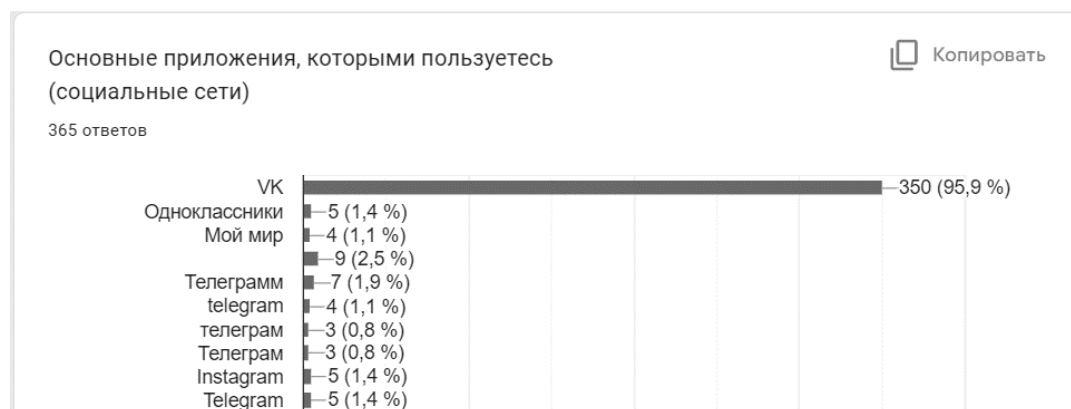 Основные приложения, которыми пользуетесь
(социальные сети)
Копировать
365 ответов
VK 350 (95,9 %)
Одноклассники 5 (1,4 %)
Мой мир 4 (1,1 %)
9 (2,5 %)
Телеграмм 7 (1,9 %)
telegram 4 (1,1 %)
телеграм 3 (0,8 %)
Телеграм 3 (0,8 %)
Instagram 5 (1,4 %)
Telegram 5 (1,4 %)